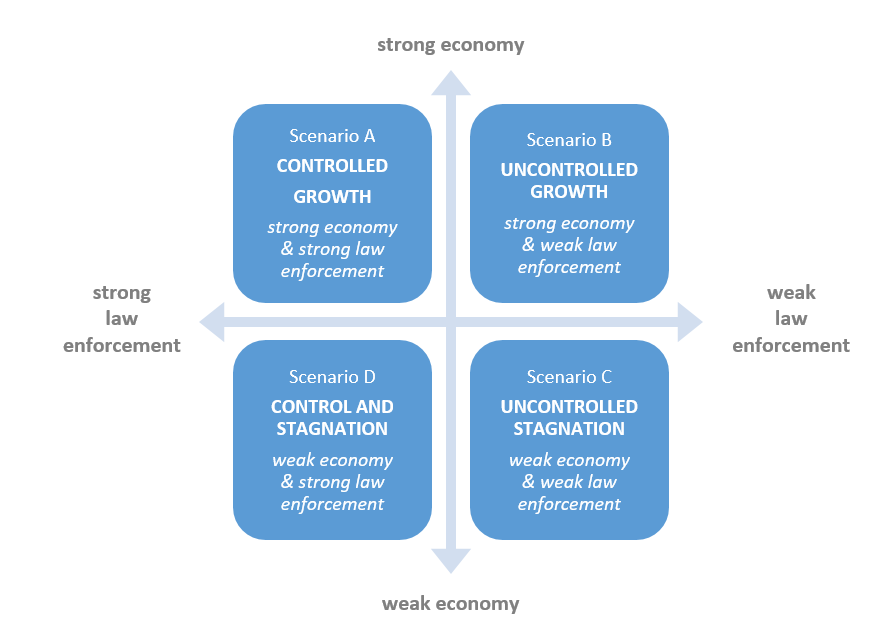 strong economy
Scenario A
CONTROLLED
GROWTH
strong economy
& strong law
enforcement
Scenario B
UNCONTROLLED
GROWTH
strong economy
& weak law
enforcement
strong
law
enforcement
weak
law
enforcement
Scenario D
CONTROL AND
STAGNATION
weak economy
& strong law
enforcement
Scenario C
UNCONTROLLED
STAGNATION
weak economy
& weak law
enforcement
weak economy